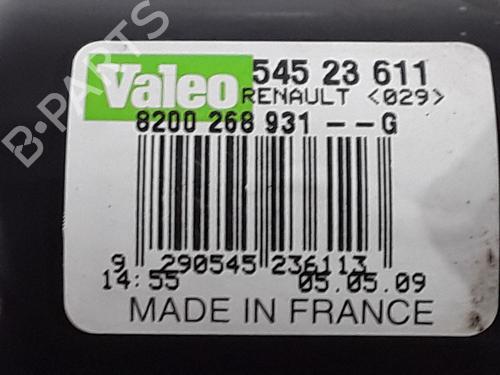 Valeo 545 23 611
RENAULT <029>
8200 268 931 --G
9 290545 236113
14:55 05.05.09
MADE IN FRANCE
B-PARTS